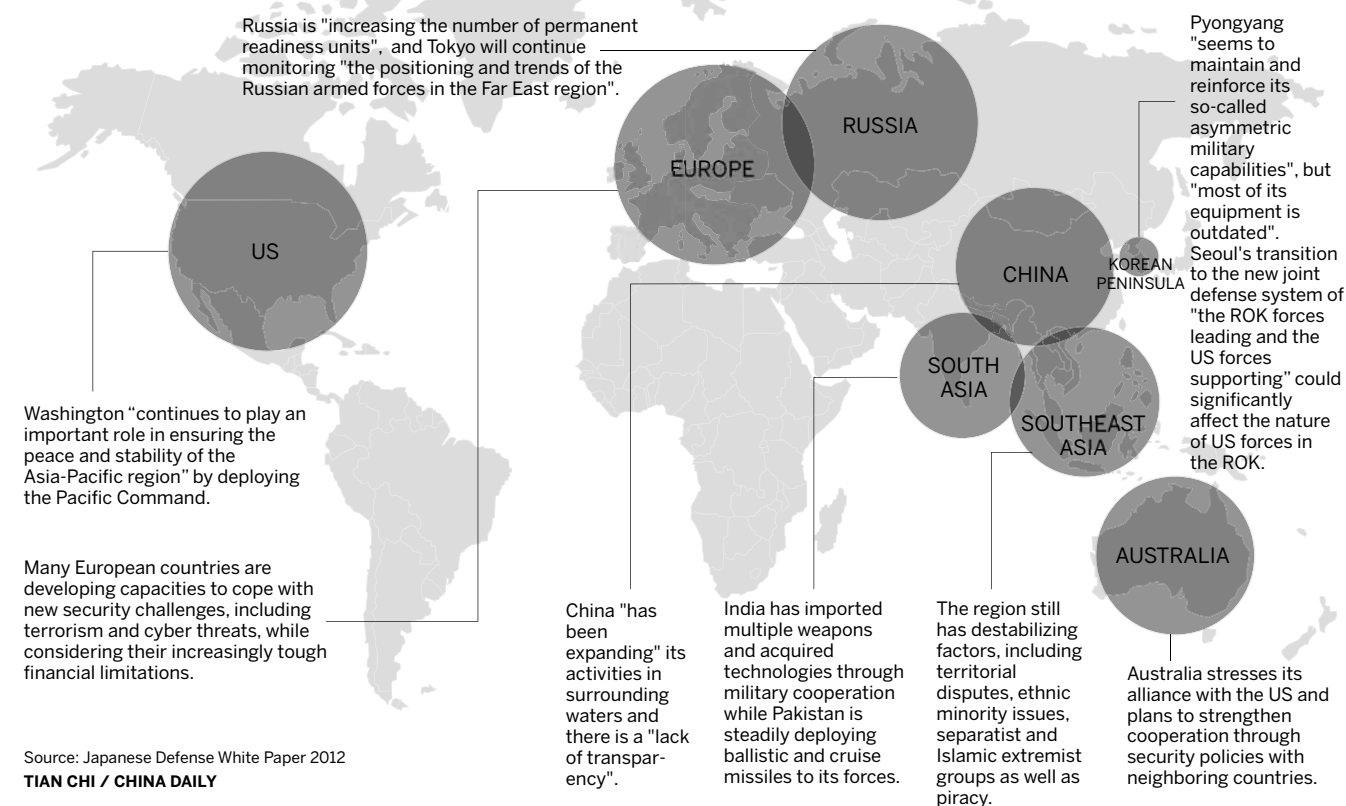 Russia is "increasing the number of permanent
readiness units", and Tokyo will continue
monitoring "the positioning and trends of the
Russian armed forces in the Far East region".
Pyongyang
"seems to
maintain and
reinforce its
so-called
asymmetric
military
capabilities", but
"most of its
equipment is
outdated".
Seoul's transition
to the new joint
defense system of
"the ROK forces
leading and the
US forces
supporting” could
significantly
affect the nature
of US forces in
the ROK.
RUSSIA
EUROPE
US
CHINA
KOREAN
PENINSULA
SOUTH
ASIA
SOUTHEAST
ASIA
AUSTRALIA
Washington “continues to play an
important role in ensuring the
peace and stability of the
Asia-Pacific region” by deploying
the Pacific Command.
Many European countries are
developing capacities to cope with
new security challenges, including
terrorism and cyber threats, while
considering their increasingly tough
financial limitations.
China "has
been
expanding" its
activities in
surrounding
waters and
there is a "lack
of transpar-
ency".
India has imported
multiple weapons
and acquired
technologies through
military cooperation
while Pakistan is
steadily deploying
ballistic and cruise
missiles to its forces.
The region still
has destabilizing
factors, including
territorial
disputes, ethnic
minority issues,
separatist and
Islamic extremist
groups as well as
piracy.
Australia stresses its
alliance with the US and
plans to strengthen
cooperation through
security policies with
neighboring countries.
Source: Japanese Defense White Paper 2012
TIAN CHI / CHINA DAILY